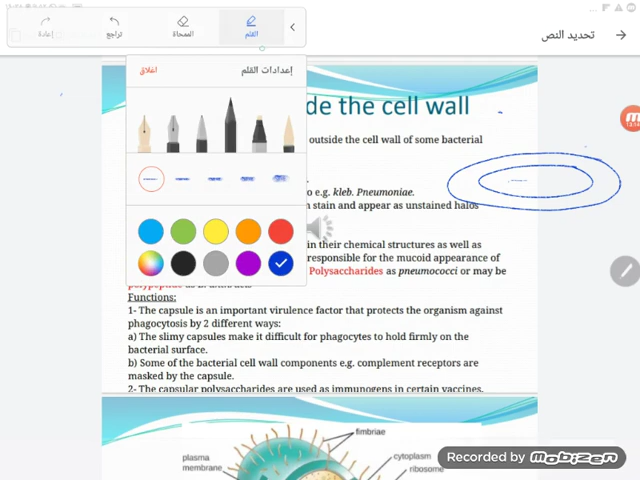 إعادة
تراجع
الممحاة
القلم
تحديد النص
إعدادات القلم
اغلاق
de the cell wall
outside the cell wall of some bacterial
o e.g. kleb. Pneumoniae.
n stain and appear as unstained halos
in their chemical structures as well as
responsible for the mucoid appearance of
Polysaccharides as pneumococci or may be
polypeptide as
Functions:
1- The capsule is an important virulence factor that protects the organism against
phagocytosis by 2 different ways:
a) The slimy capsules make it difficult for phagocytes to hold firmly on the
bacterial surface.
b) Some of the bacterial cell wall components e.g. complement receptors are
masked by the capsule.
2- The capsular polysaccharides are used as immunogens in certain vaccines.
fimbriae
plasma
membrane
cytoplasm
ribosome
Recorded by Mobizen